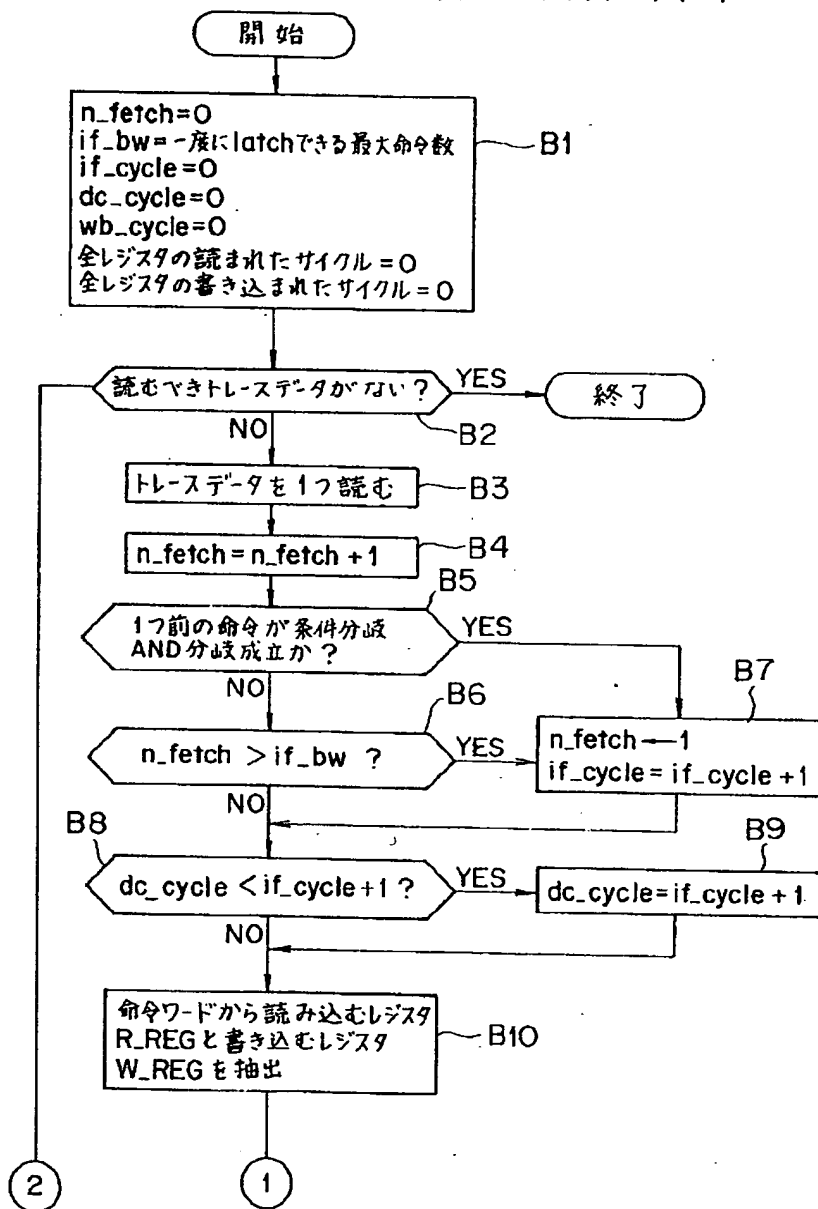 開始
n_fetch=0
if_bw=一度にlatchできる最大命令数
if_cycle=0
dc_cycle=0
wb_cycle=0
全レジスタの読まれたサイクル=0
全レジスタの書き込まれたサイクル=0
B1
読むべきトレースデータがない?
YES
終了
NO
B2
トレースデータを1つ読む
B3
n_fetch=n_fetch+1
B4
B5
1つ前の命令が条件分岐
AND分岐成立か?
YES
NO
B6
B7
n_fetch>if_bw ?
YES
n_fetch←1
if_cycle=if_cycle+1
NO
B8
B9
dc_cycle<if_cycle+1?
YES
dc_cycle=if_cycle+1
NO
命令ワードから読み込むレジスタ
R_REGと書き込むレジスタ
W_REGを抽出
B10
2
1